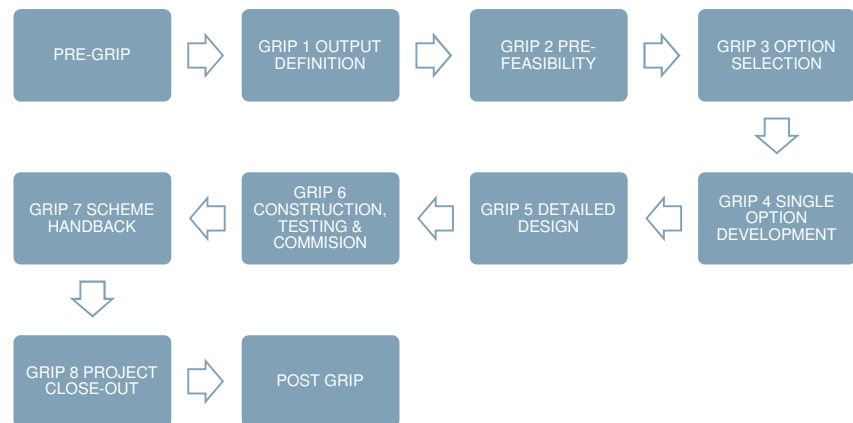 PRE-GRIP
GRIP 1 OUTPUT
DEFINITION
GRIP 2 PRE-
FEASIBILITY
GRIP 3 OPTION
SELECTION
GRIP 4 SINGLE
OPTION
DEVELOPMENT
GRIP 5 DETAILED
DESIGN
GRIP 6
CONSTRUCTION,
TESTING &
COMMISION
GRIP 7 SCHEME
HANDBACK
GRIP 8 PROJECT
CLOSE-OUT
POST GRIP